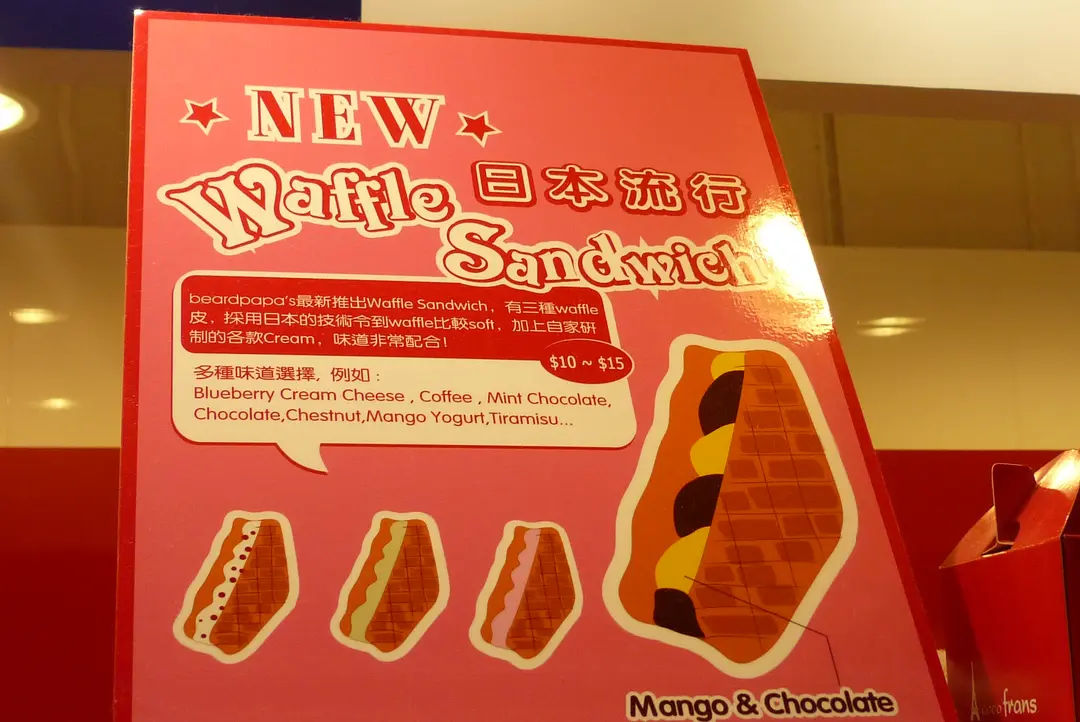 NEW
Waffle 日本流行
Sandwich
beardpapa's最新推出Waffle Sandwich, 有三種waffle
皮, 採用日本的技術令到waffle比較soft, 加上自家研
制的各款Cream, 味道非常配合!
$10 ~ $15
多種味道選擇, 例如 :
Blueberry Cream Cheese , Coffee , Mint Chocolate,
Chocolate,Chestnut,Mango Yogurt,Tiramisu...
Mango & Chocolate
frans